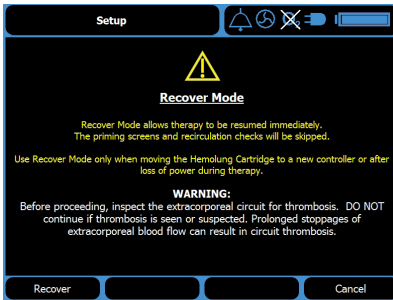 Setup
Recover Mode
Recover Mode allows therapy to be resumed immediately.
The priming screens and recirculation checks will be skipped.
Use Recover Mode only when moving the Hemolung Cartridge to a new controller or after
loss of power during therapy.
WARNING:
Before proceeding, inspect the extracorporeal circuit for thrombosis. DO NOT
continue if thrombosis is seen or suspected. Prolonged stoppages of
extracorporeal blood flow can result in circuit thrombosis.
Recover
Cancel